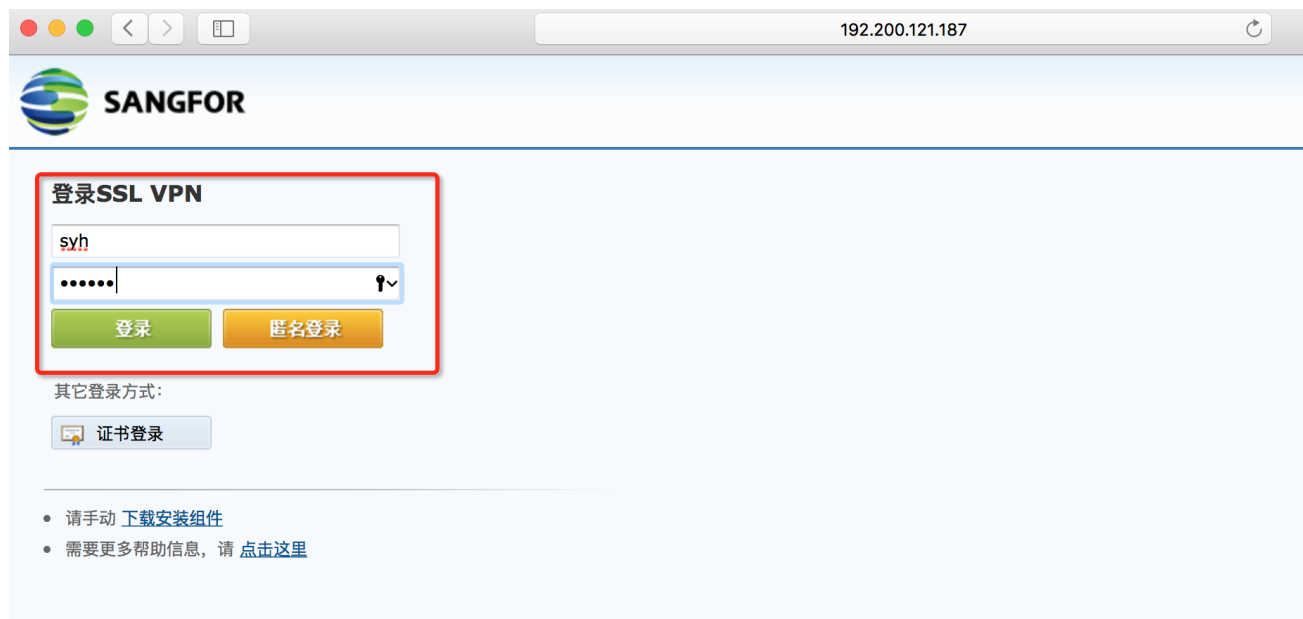 192.200.121.187
SANGFOR
登录SSL VPN
syh
••••••
登录 匿名登录
其它登录方式：
证书登录
请手动 下载安装组件
需要更多帮助信息，请 点击这里